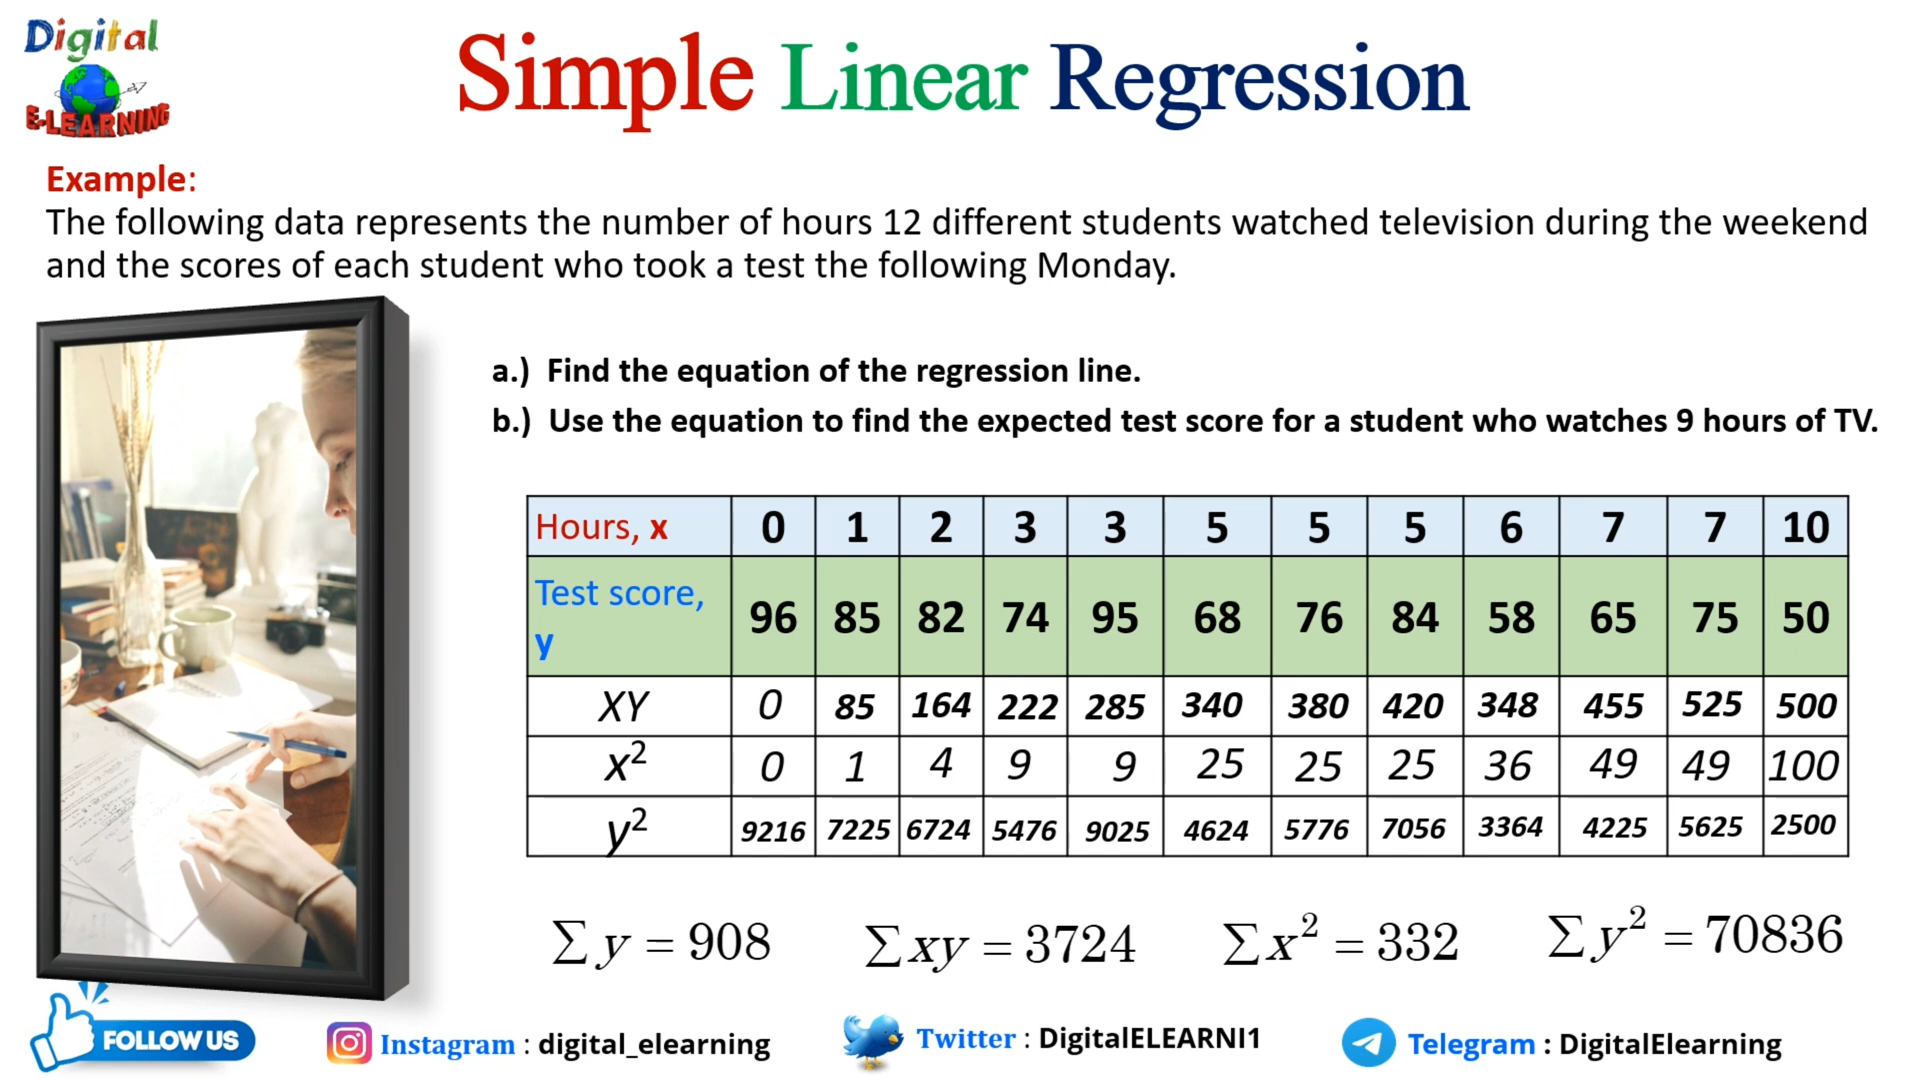 Digital
E-LEARNING
Simple Linear Regression
Example:
The following data represents the number of hours 12 different students watched television during the weekend
and the scores of each student who took a test the following Monday.
a.) Find the equation of the regression line.
b.) Use the equation to find the expected test score for a student who watches 9 hours of TV.
Hours, x 0 1 2 3 3 5 5 5 6 7 7 10
Test score, y 96 85 82 74 95 68 76 84 58 65 75 50
XY 0 85 164 222 285 340 380 420 348 455 525 500
x² 0 1 4 9 9 25 25 25 36 49 49 100
y² 9216 7225 6724 5476 9025 4624 5776 7056 3364 4225 5625 2500
∑ y = 908 ∑ xy = 3724 ∑ x² = 332 ∑ y² = 70836
FOLLOW US
Instagram : digital_elearning
Twitter : DigitalELEARNI1
Telegram : DigitalElearning